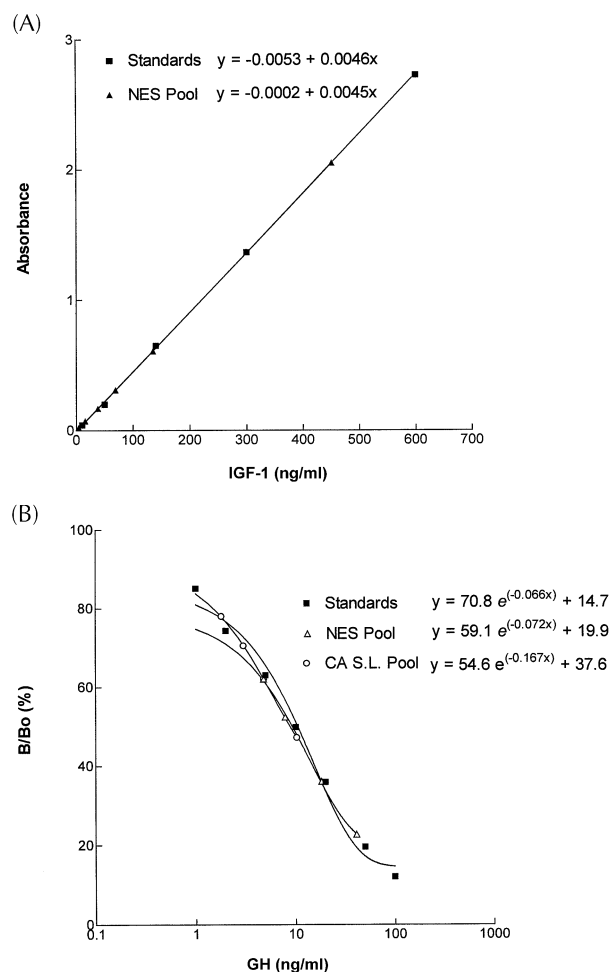 (A)
3
2
1
0
Standards y = -0.0053 + 0.0046x
NES Pool y = -0.0002 + 0.0045x
Absorbance
0 100 200 300 400 500 600 700
IGF-1 (ng/ml)
(B)
100
80
60
40
20
0
Standards y = 70.8 e(-0.066x) + 14.7
NES Pool y = 59.1 e(-0.072x) + 19.9
CA S.L. Pool y = 54.6 e(-0.167x) + 37.6
B/Bo (%)
0.1 1 10 100 1000
GH (ng/ml)